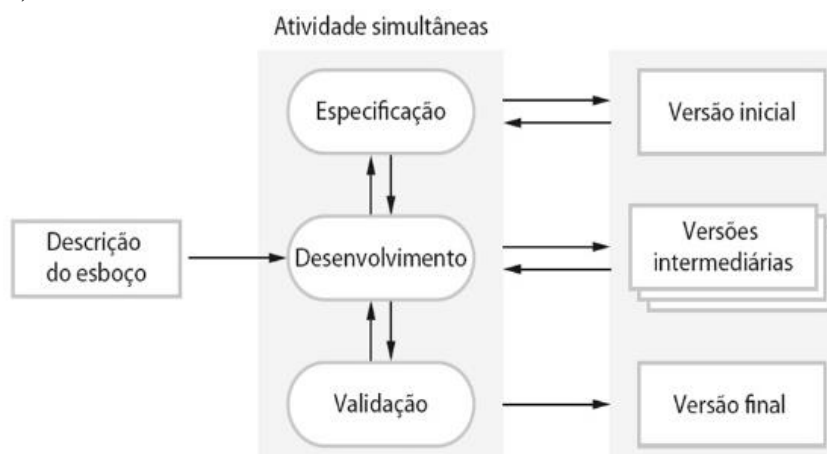 Atividade simultâneas
Especificação
Versão inicial
Descrição
do esboço
Desenvolvimento
Versões
intermediárias
Validação
Versão final